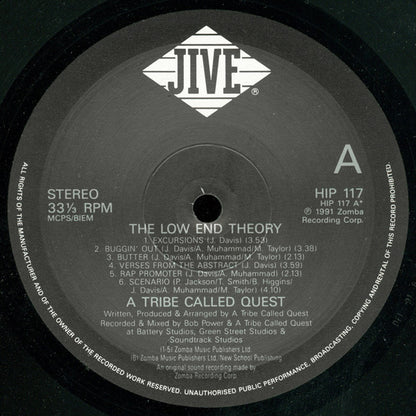 JIVE
®
A
STEREO
33⅓ RPM
MCPS/BIEM
HIP 117
HIP 117 A*
℗ 1991 Zomba
Recording Corp.
THE LOW END THEORY
1. EXCURSIONS (J. Davis) (3.53)
2. BUGGIN' OUT (J. Davis/A. Muhammad/M. Taylor) (3.38)
3. BUTTER (J. Davis/A. Muhammad/M. Taylor) (3.39)
4. VERSES FROM THE ABSTRACT (J. Davis) (3.59)
5. RAP PROMOTER (J. Davis/A. Muhammad) (2.13)
6. SCENARIO (P. Jackson/T. Smith/B. Higgins/
J. Davis/A. Muhammad/M. Taylor) (4.10)
A TRIBE CALLED QUEST
Written, Produced & Arranged by A Tribe Called Quest
Recorded & Mixed by Bob Power & A Tribe Called Quest
at Battery Studios, Green Street Studios &
Soundtrack Studios
(1-5) Zomba Music Publishers Ltd.
(6) Zomba Music Publishers Ltd./New School Publishing
An original sound recording made by
Zomba Recording Corp.
ALL RIGHTS OF THE MANUFACTURER AND OF THE OWNER OF THE RECORDED WORK RESERVED. UNAUTHORISED PUBLIC PERFORMANCE, BROADCASTING, COPYING AND RENTAL OF THIS RECORD PROHIBITED.